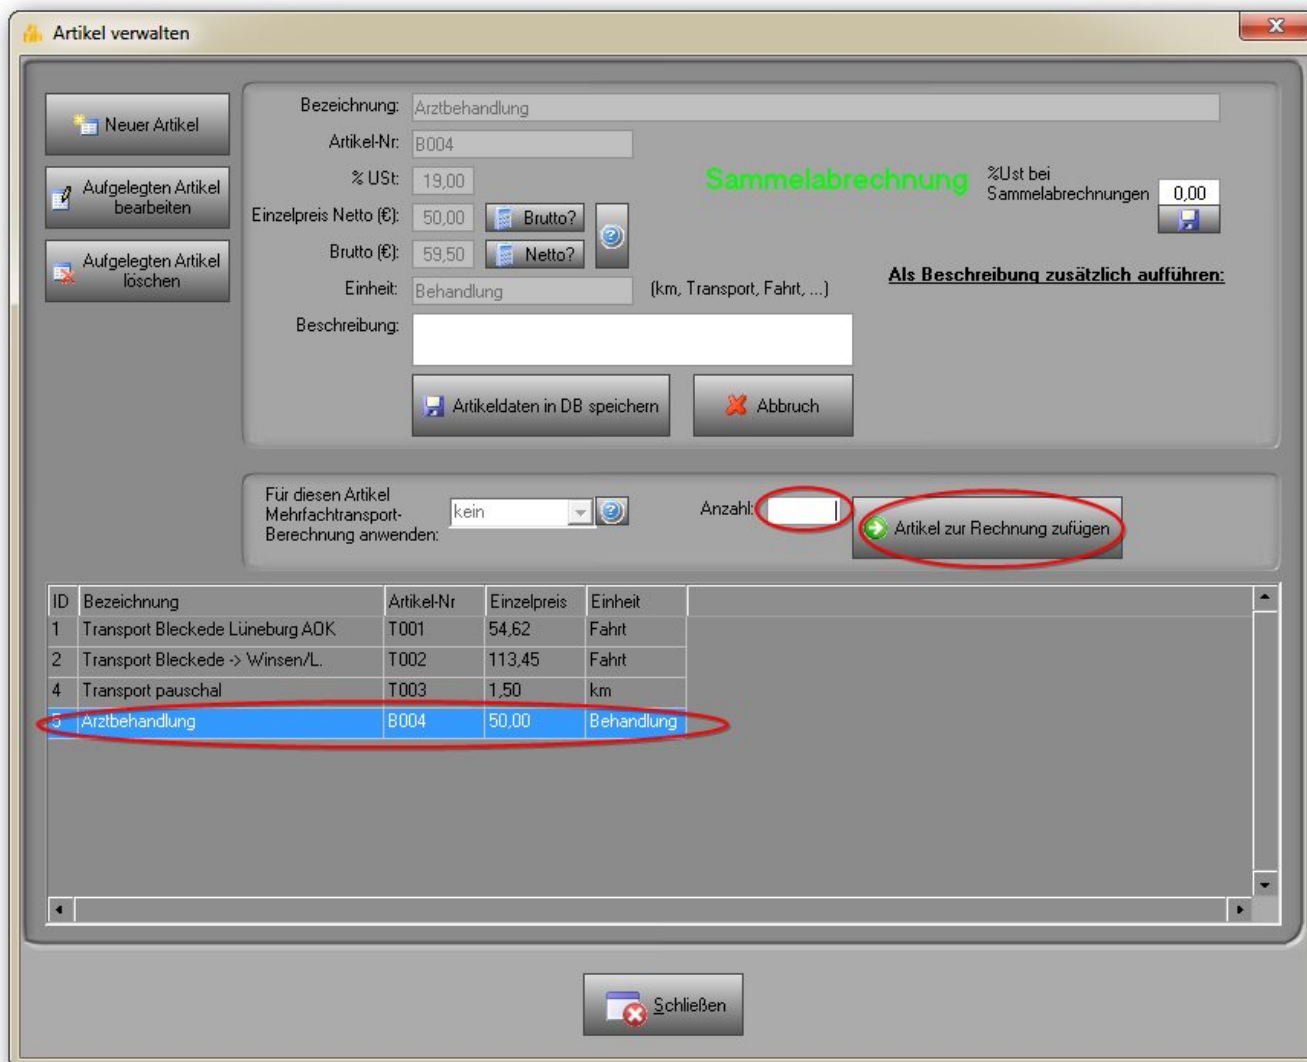 Artikel verwalten
Neuer Artikel
Aufgelegten Artikel
bearbeiten
Aufgelegten Artikel
löschen
Bezeichnung: Arztbehandlung
Artikel-Nr: B004
% USt: 19,00
Einzelpreis Netto (€): 50,00 Brutto?
Brutto (€): 59,50 Netto?
Einheit: Behandlung (km, Transport, Fahrt, ...)
Beschreibung:
Sammelabrechnung
%Ust bei
Sammelabrechnungen 0,00
Als Beschreibung zusätzlich aufführen:
Artikeldaten in DB speichern
Abbruch
Für diesen Artikel
Mehrfachtransport-
Berechnung anwenden:
kein
Anzahl:
Artikel zur Rechnung zufügen
ID Bezeichnung Artikel-Nr Einzelpreis Einheit
1 Transport Bleckede Lüneburg AOK T001 54,62 Fahrt
2 Transport Bleckede -> Winsen/L. T002 113,45 Fahrt
4 Transport pauschal T003 1,50 km
5 Arztbehandlung B004 50,00 Behandlung
Schließen